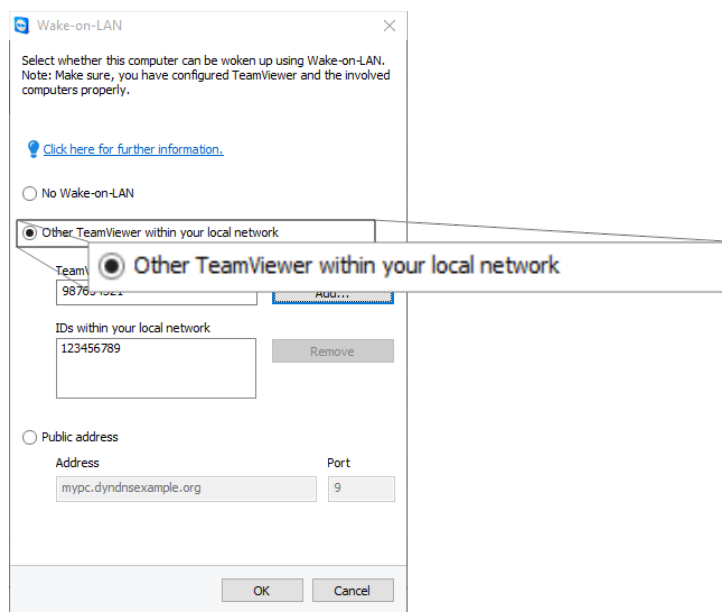 Wake-on-LAN
Select whether this computer can be woken up using Wake-on-LAN.
Note: Make sure, you have configured TeamViewer and the involved
computers properly.
Click here for further information.
No Wake-on-LAN
Other TeamViewer within your local network
Other TeamViewer within your local network
Add...
IDs within your local network
123456789
Remove
Public address
Address Port
mypc.dyndnsexample.org 9
OK Cancel